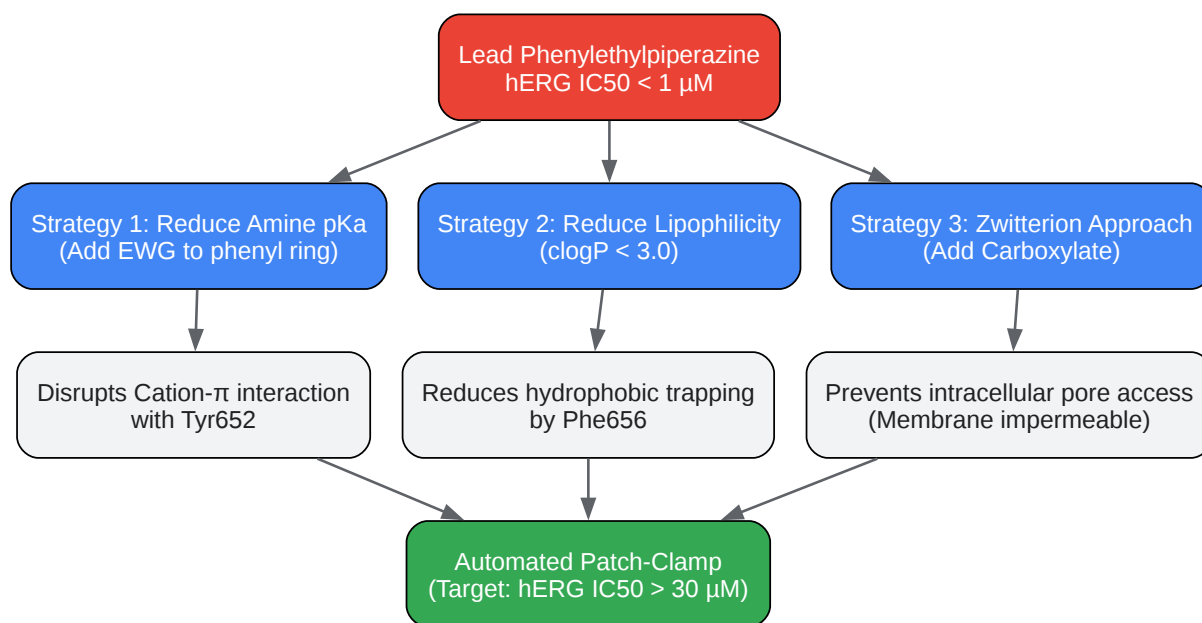 Lead Phenylethylpiperazine
hERG IC50 < 1 µM
Strategy 1: Reduce Amine pKa
(Add EWG to phenyl ring)
Strategy 2: Reduce Lipophilicity
(clogP < 3.0)
Strategy 3: Zwitterion Approach
(Add Carboxylate)
Disrupts Cation-π interaction
with Tyr652
Reduces hydrophobic trapping
by Phe656
Prevents intracellular pore access
(Membrane impermeable)
Automated Patch-Clamp
(Target: hERG IC50 > 30 µM)